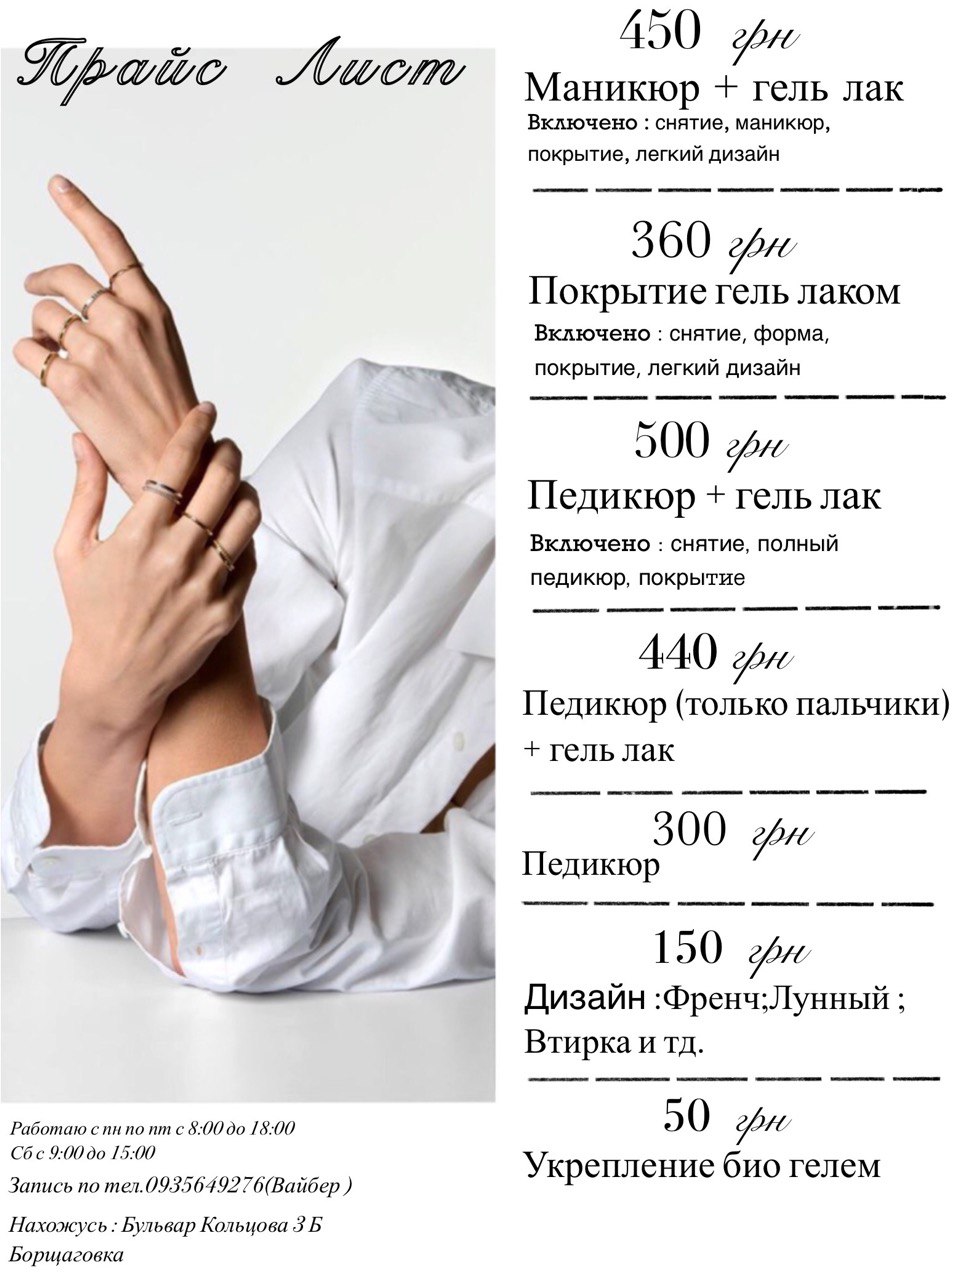 Прайс Лист
450 грн
Маникюр + гель лак
Включено : снятие, маникюр,
покрытие, легкий дизайн
360 грн
Покрытие гель лаком
Включено : снятие, форма,
покрытие, легкий дизайн
500 грн
Педикюр + гель лак
Включено : снятие, полный
педикюр, покрытие
440 грн
Педикюр (только пальчики)
+ гель лак
300 грн
Педикюр
150 грн
Дизайн :Френч;Лунный ;
Втирка и тд.
50 грн
Укрепление био гелем
Работаю с пн по пт с 8:00 до 18:00
Сб с 9:00 до 15:00
Запись по тел.0935649276(Вайбер )
Нахожусь : Бульвар Кольцова 3 Б
Борщаговка